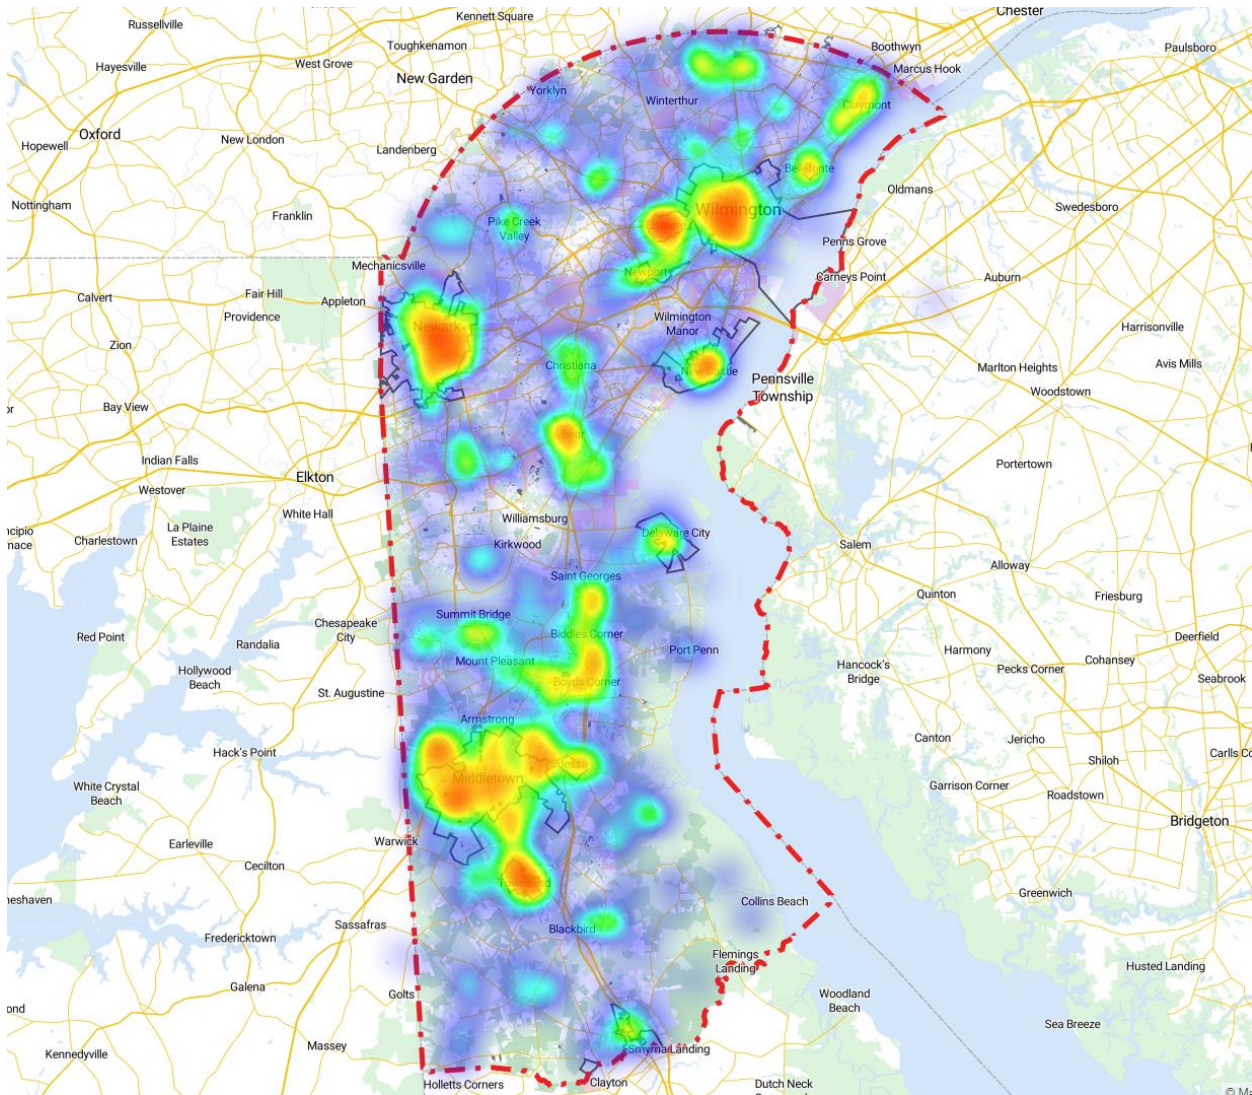 Russellville
Kennett Square
Chester
Toughkenamon
Boothwyn
Paulsboro
Hayesville
West Grove
New Garden
Marcus Hook
Yorklyn
Winterthur
Claymont
Oxford
Hopewell
New London
Landenberg
Bellefonte
Oldmans
Nottingham
Franklin
Wilmington
Swedesboro
Pike Creek
Valley
Penns Grove
Mechanicsville
Newport
Carneys Point
Auburn
Calvert
Fair Hill
Appleton
Providence
Wilmington
Manor
Newark
Harrisonville
Zion
Christiana
New Castle
Pennsville
Township
Marlton Heights
Avis Mills
Woodstown
Bay View
Bear
Indian Falls
Elkton
Portertown
Westover
White Hall
Williamsburg
La Plaine
Estates
Charlestown
Delaware City
Kirkwood
Salem
Alloway
Saint Georges
Quinton
Friesburg
Chesapeake
City
Summit Bridge
Biddles Corner
Red Point
Randalia
Port Penn
Harmony
Deerfield
Hollywood
Beach
Mount Pleasant
Hancock's
Bridge
Pecks Corner
Cohansey
Seabrook
St. Augustine
Boyds Corner
Armstrong
Canton
Jericho
Hack's Point
Odessa
Shiloh
Middletown
White Crystal
Beach
Garrison Corner
Roadstown
Bridgeton
Earleville
Warwick
Cecilton
Townsend
Greenwich
Collins Beach
Sassafras
Blackbird
Fredericktown
Flemings
Landing
Husted Landing
Galena
Golts
Woodland
Beach
Sea Breeze
Kennedyville
Massey
Smyrna Landing
Holletts Corners
Clayton
Dutch Neck